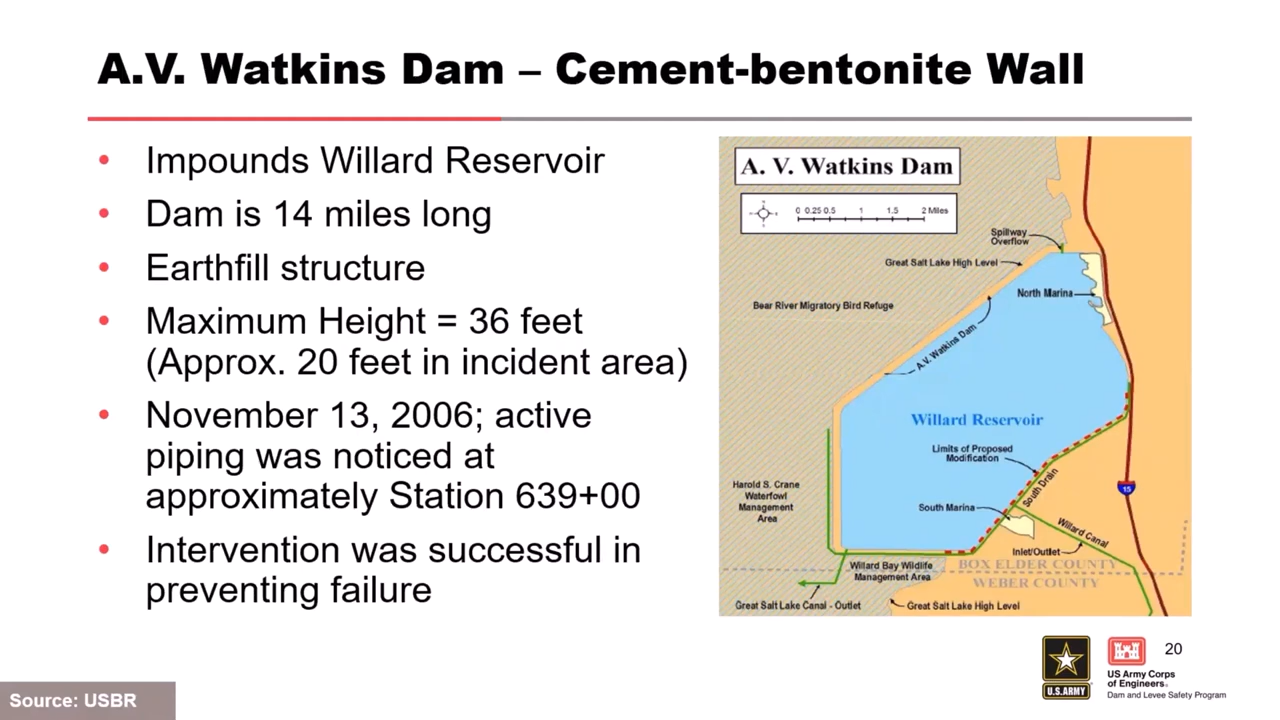 A.V. Watkins Dam – Cement-bentonite Wall
• Impounds Willard Reservoir
• Dam is 14 miles long
• Earthfill structure
• Maximum Height = 36 feet
(Approx. 20 feet in incident area)
• November 13, 2006; active
piping was noticed at
approximately Station 639+00
• Intervention was successful in
preventing failure
A. V. Watkins Dam
0 0.25 0.5 1 1.5 2 Miles
Spillway
Overflow
Great Salt Lake High Level
North Marina
Bear River Migratory Bird Refuge
A.V. Watkins Dam
Willard Reservoir
Limits of Proposed
Modification
South Drain
Harold S. Crane
Waterfowl
Management
Area
15
South Marina
Willard Canal
Inlet/Outlet
Willard Bay Wildlife
Management Area
BOX ELDER COUNTY
WEBER COUNTY
Great Salt Lake Canal - Outlet
Great Salt Lake High Level
U.S.ARMY
US Army Corps
of Engineers®
Dam and Levee Safety Program
20
Source: USBR